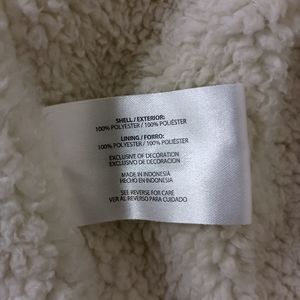 SHELL / EXTERIOR:
100% POLYESTER / 100% POLIÉSTER
LINING / FORRO:
100% POLYESTER / 100% POLIÉSTER
EXCLUSIVE OF DECORATION
EXCLUSIVO DE DECORACION
MADE IN INDONESIA
HECHO EN INDONESIA
SEE REVERSE FOR CARE
VER AL REVERSO PARA CUIDADO